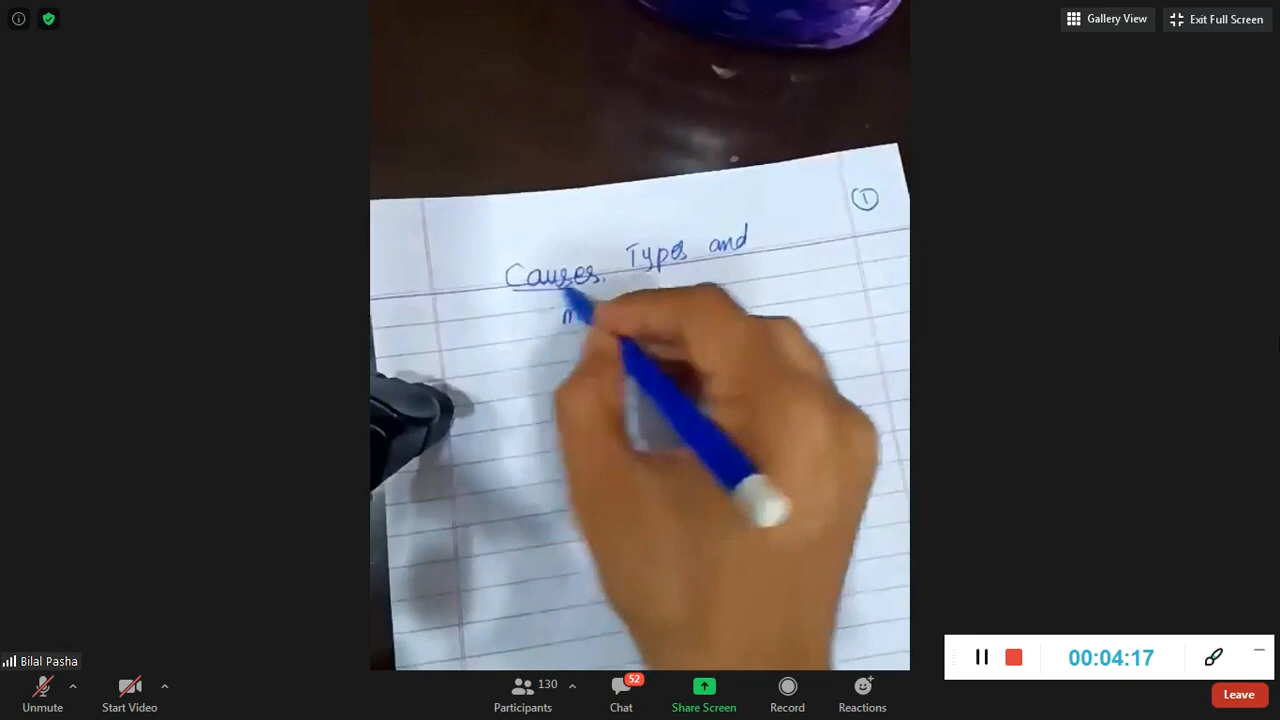 Gallery View
Exit Full Screen
1
Causes, Types and
Bilal Pasha
00:04:17
Unmute
Start Video
130
Participants
52
Chat
Share Screen
Record
Reactions
Leave